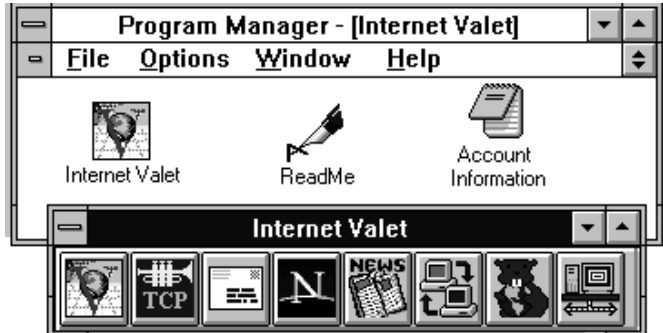 Program Manager - [Internet Valet]
File Options Window Help
Internet Valet
ReadMe
Account
Information
Internet Valet
TCP
N
NEWS